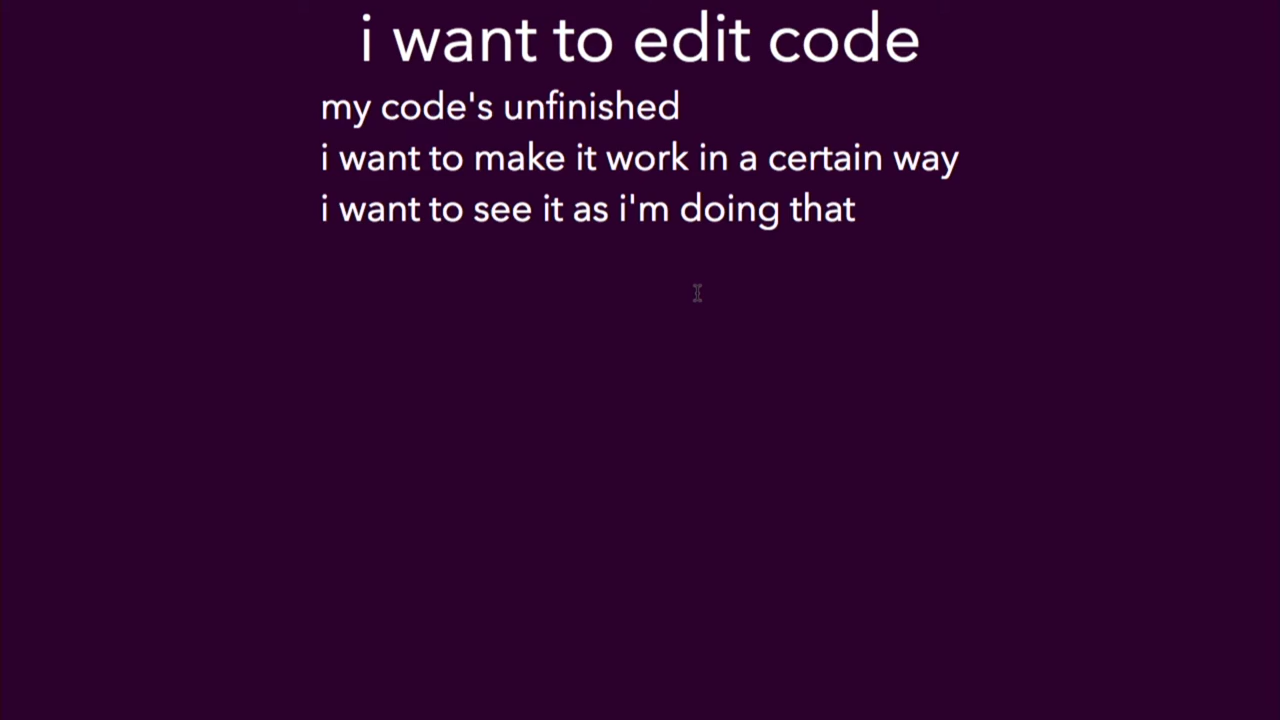 i want to edit code
my code's unfinished
i want to make it work in a certain way
i want to see it as i'm doing that